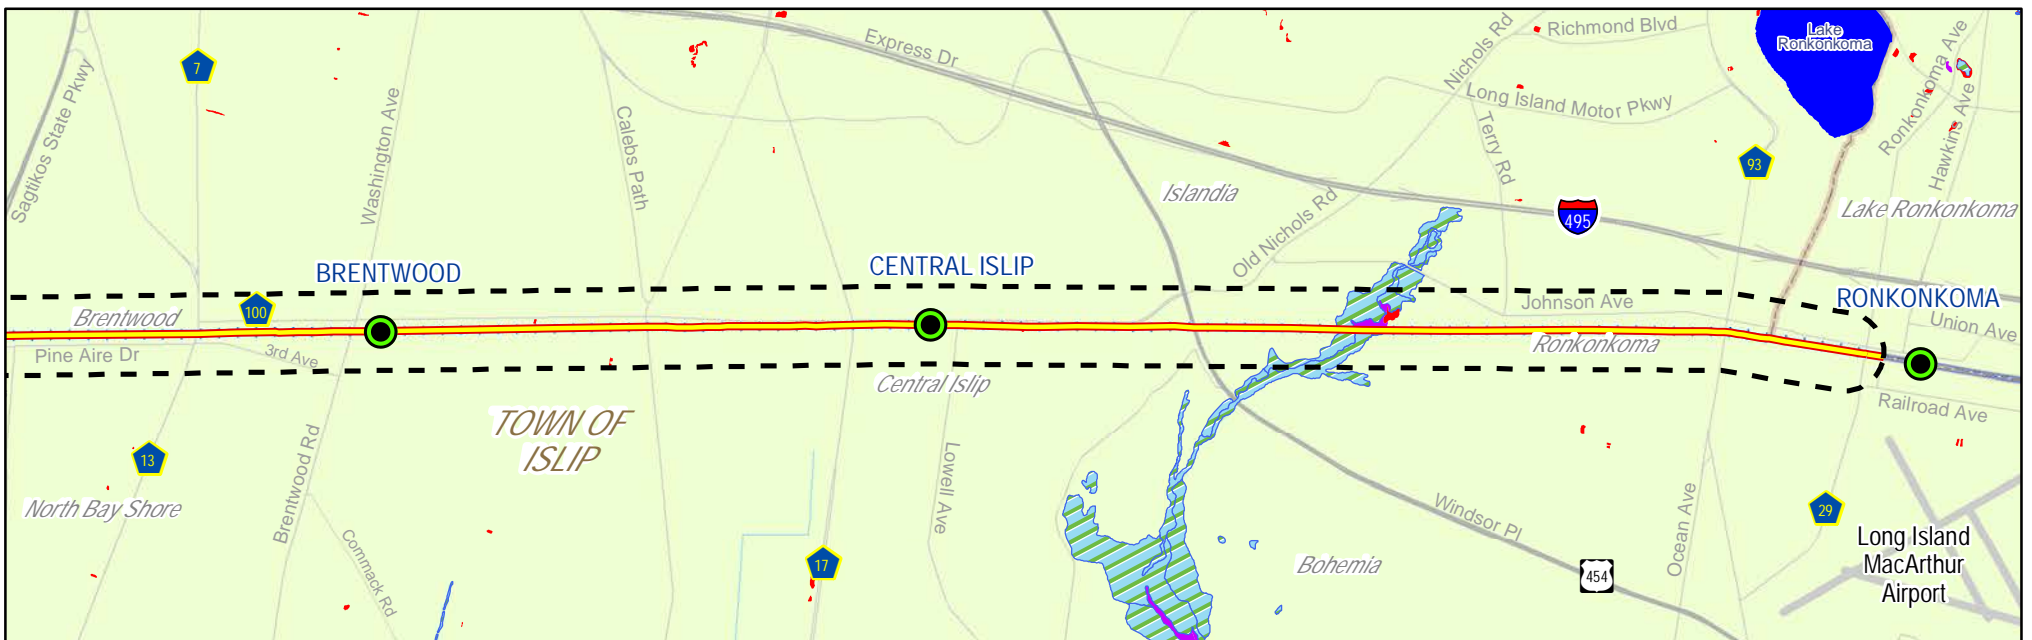 Lake
Ronkonkoma
Richmond Blvd
Express Dr
Nichols Rd
Ronkonkoma Ave
7
Sagtikos State Pkwy
Washington Ave
Calebs Path
Long Island Motor Pkwy
Terry Rd
Hawkins Ave
93
Islandia
Old Nichols Rd
495
Lake Ronkonkoma
BRENTWOOD
CENTRAL ISLIP
RONKONKOMA
100
Brentwood
Johnson Ave
Union Ave
Pine Aire Dr
3rd Ave
Ronkonkoma
Central Islip
Railroad Ave
TOWN OF
ISLIP
13
Brentwood Rd
Lowell Ave
North Bay Shore
Commack Rd
Windsor Pl
Ocean Ave
29
17
Bohemia
454
Long Island
MacArthur
Airport